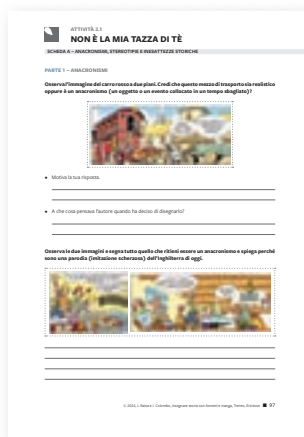 ATTIVITÀ 2.1
NON È LA MIA TAZZA DI TÈ
SCHEDA A – ANACRONISMI, STEREOTIPI E INESATTEZZE STORICHE
PARTE 1 – ANACRONISMI
Osserva l'immagine del carro rosso a due piani. Credi che questo mezzo di trasporto sia realistico
oppure è un anacronismo (un oggetto o un evento collocato in un tempo sbagliato)?
• Motiva la tua risposta.
• A che cosa pensava l'autore quando ha deciso di disegnarlo?
Osserva le due immagini e segna tutto quello che ritieni essere un anacronismo e spiega perché
sono una parodia (imitazione scherzosa) dell'Inghilterra di oggi.
97